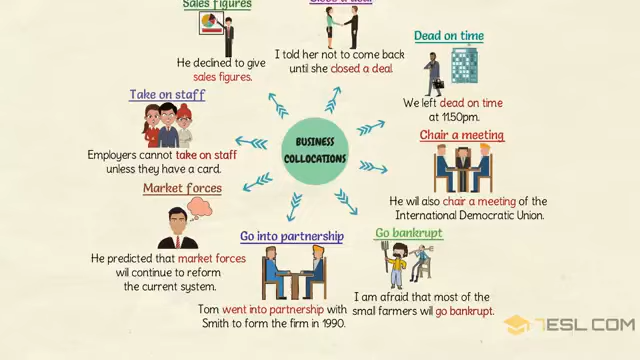 Sales figures
He declined to give
sales figures.
Close a deal
I told her not to come back
until she closed a deal.
Dead on time
We left dead on time
at 11.50pm.
Take on staff
Employers cannot take on staff
unless they have a card.
BUSINESS
COLLOCATIONS
Chair a meeting
He will also chair a meeting of the
International Democratic Union.
Market forces
He predicted that market forces
will continue to reform
the current system.
Go into partnership
Tom went into partnership with
Smith to form the firm in 1990.
Go bankrupt
I am afraid that most of the
small farmers will go bankrupt.
7ESL.COM